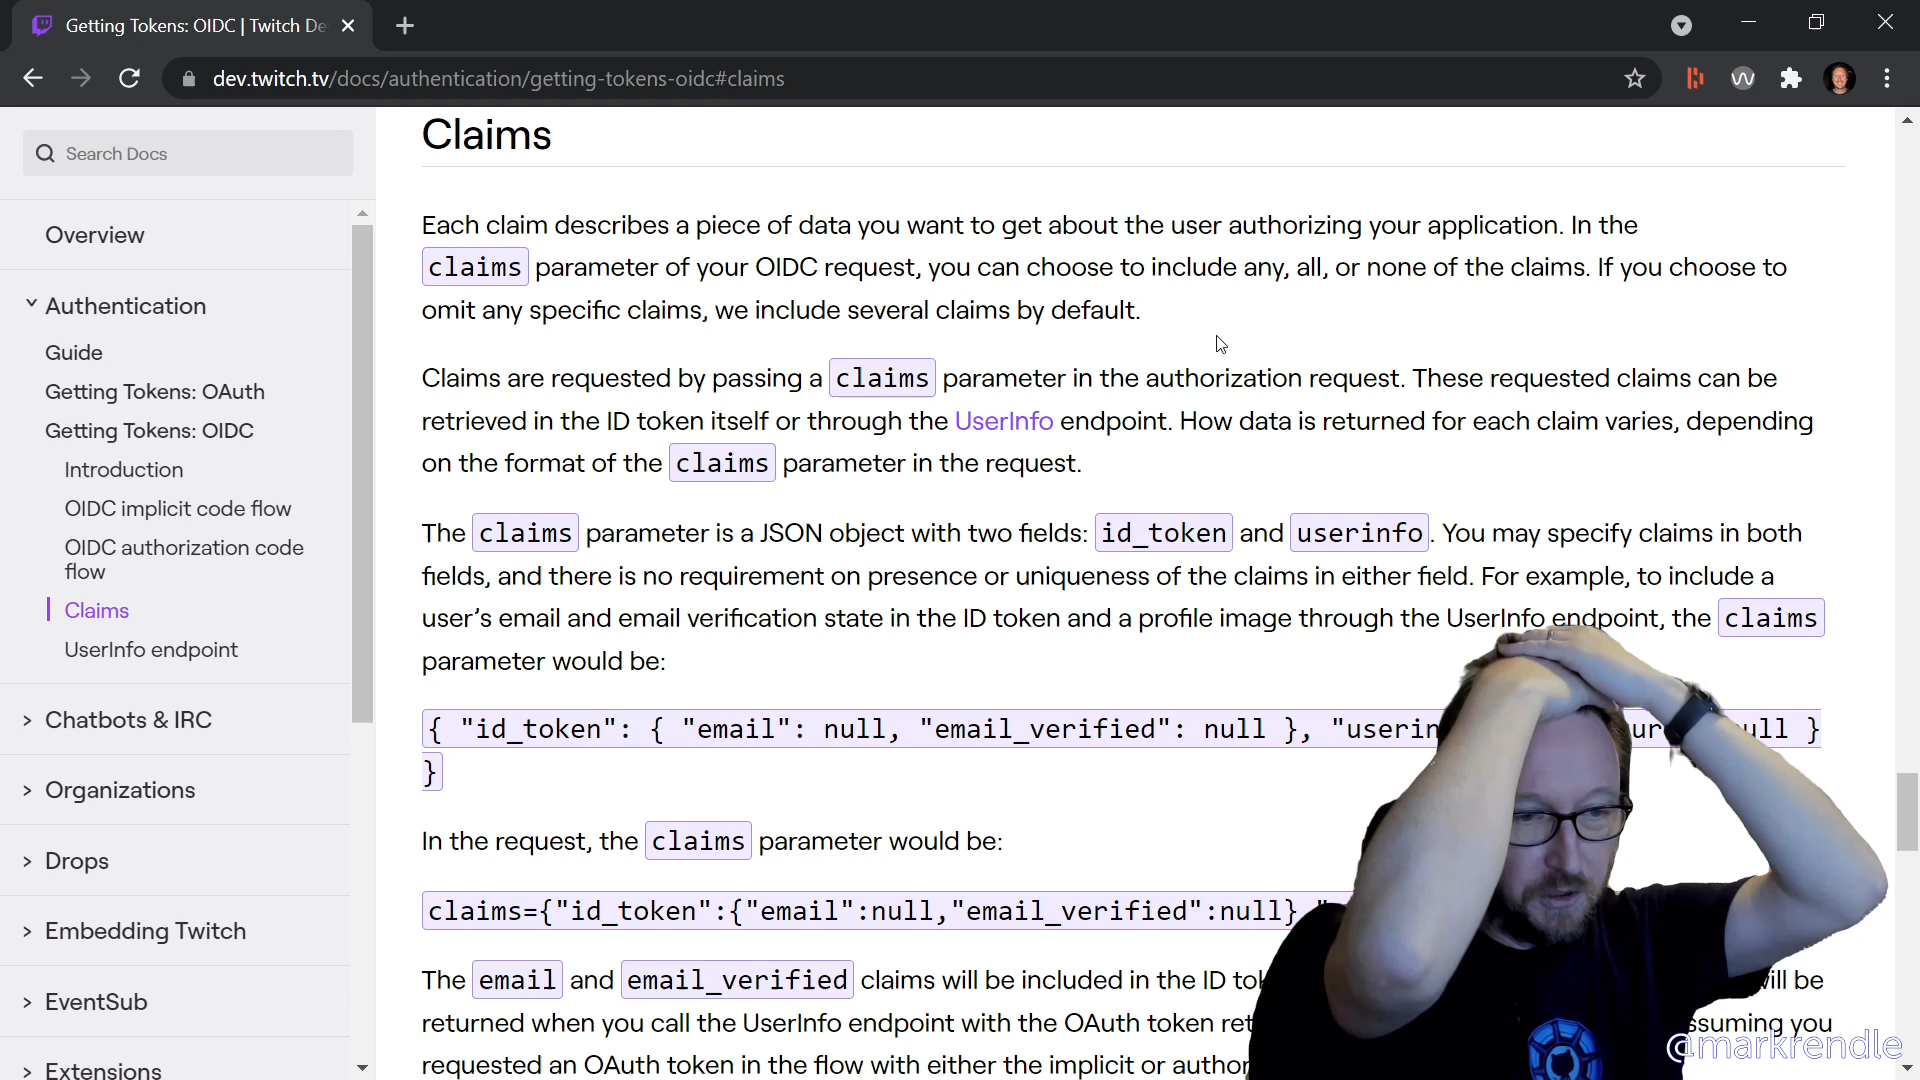 Getting Tokens: OIDC | Twitch De
dev.twitch.tv/docs/authentication/getting-tokens-oidc#claims
Search Docs
Overview
Authentication
Guide
Getting Tokens: OAuth
Getting Tokens: OIDC
Introduction
OIDC implicit code flow
OIDC authorization code
flow
Claims
UserInfo endpoint
Chatbots & IRC
Organizations
Drops
Embedding Twitch
EventSub
Extensions
Claims
Each claim describes a piece of data you want to get about the user authorizing your application. In the
claims parameter of your OIDC request, you can choose to include any, all, or none of the claims. If you choose to
omit any specific claims, we include several claims by default.
Claims are requested by passing a claims parameter in the authorization request. These requested claims can be
retrieved in the ID token itself or through the UserInfo endpoint. How data is returned for each claim varies, depending
on the format of the claims parameter in the request.
The claims parameter is a JSON object with two fields: id_token and userinfo. You may specify claims in both
fields, and there is no requirement on presence or uniqueness of the claims in either field. For example, to include a
user's email and email verification state in the ID token and a profile image through the UserInfo endpoint, the claims
parameter would be:
{ "id_token": { "email": null, "email_verified": null }, "userin }
}
In the request, the claims parameter would be:
claims={"id_token":{"email":null,"email_verified":null}
The email and email_verified claims will be included in the ID will be
returned when you call the UserInfo endpoint with the OAuth token you
requested an OAuth token in the flow with either the implicit or
@markrendle